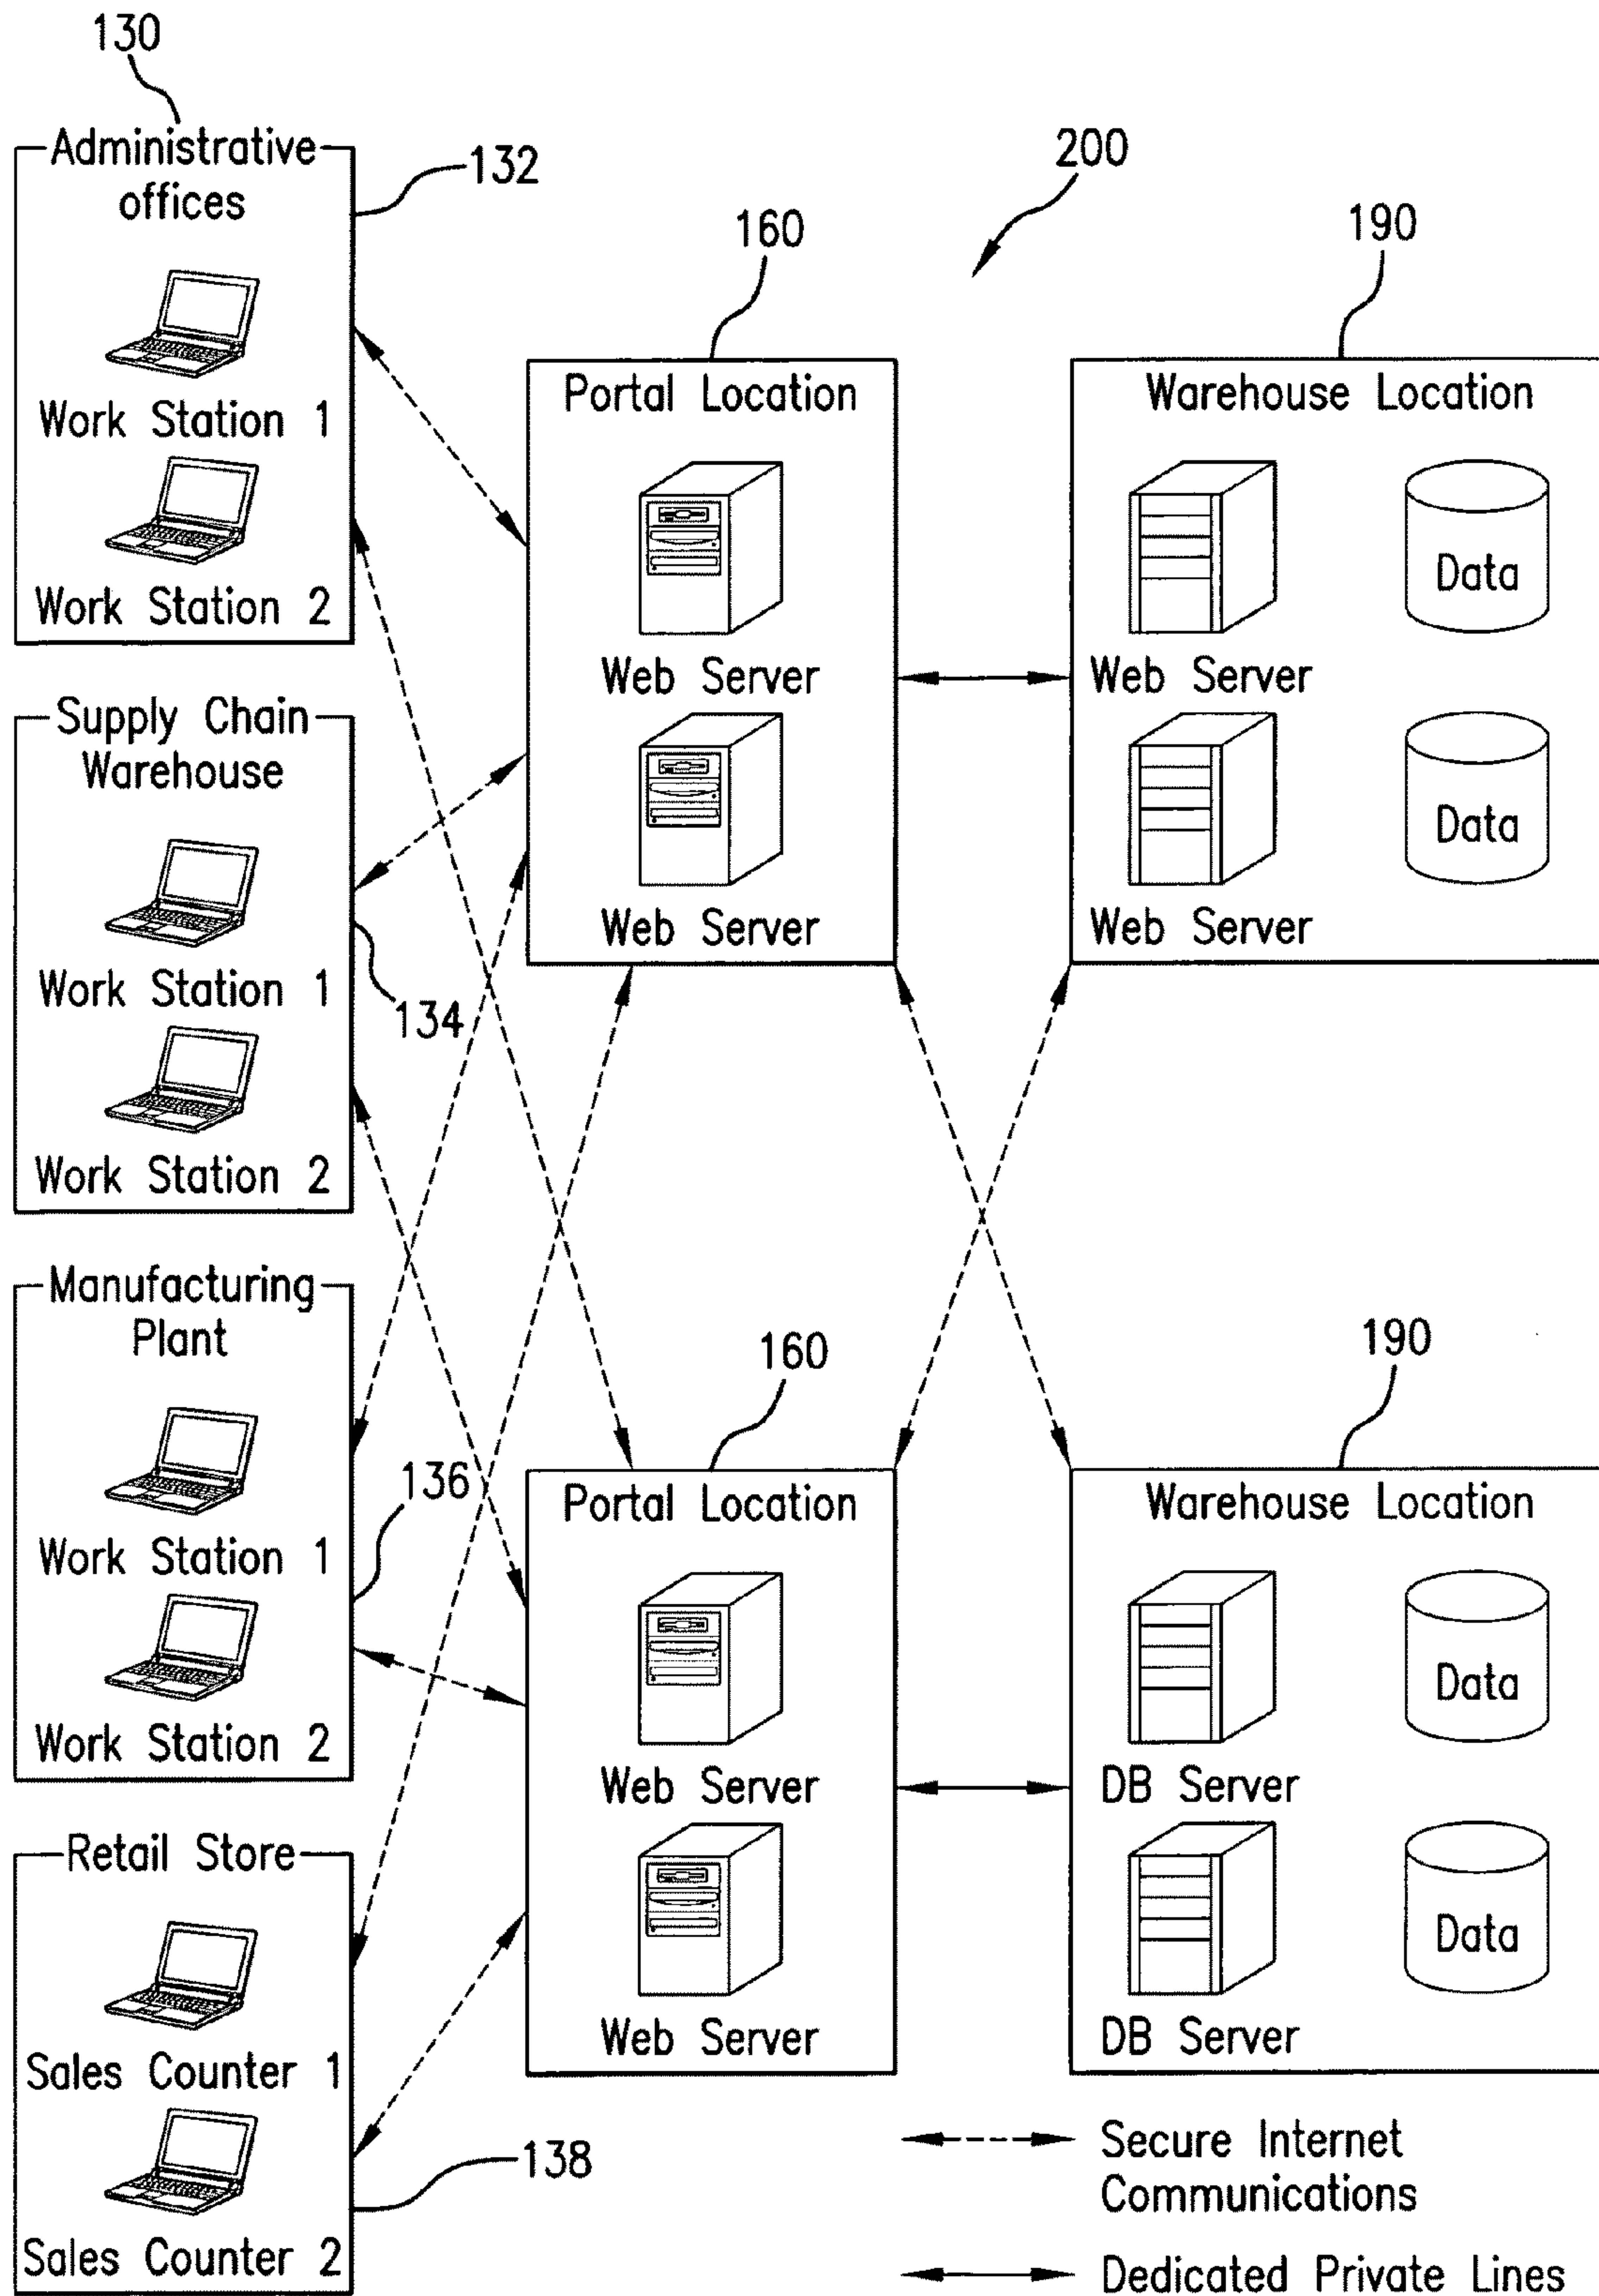 130
Administrative
offices
132
Work Station 1
Work Station 2
200
160
Portal Location
Web Server
Web Server
190
Warehouse Location
Data
Web Server
Data
Web Server
Supply Chain
Warehouse
Work Station 1
134
Work Station 2
Manufacturing
Plant
Work Station 1
136
Work Station 2
160
Portal Location
Web Server
Web Server
190
Warehouse Location
Data
DB Server
Data
DB Server
Retail Store
Sales Counter 1
138
Sales Counter 2
Secure Internet
Communications
Dedicated Private Lines